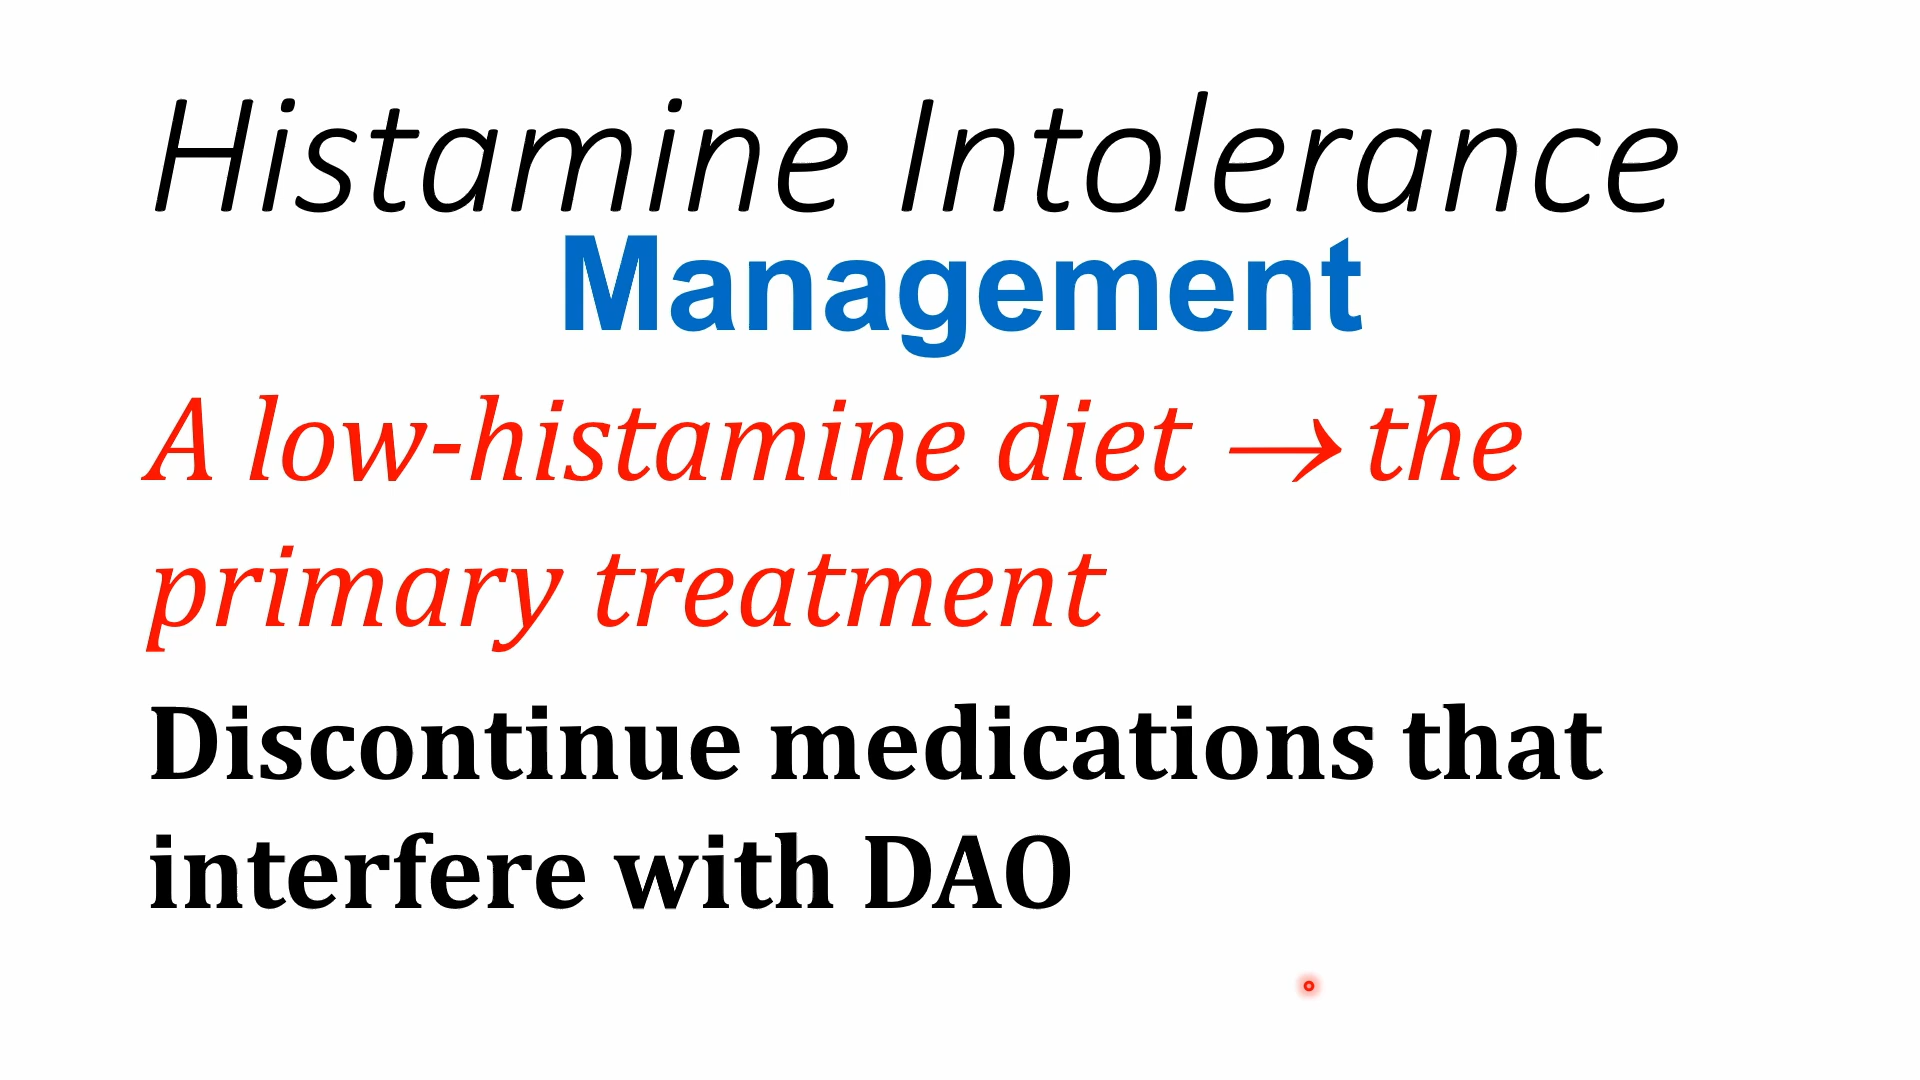 Histamine Intolerance
Management
A low-histamine diet → the
primary treatment
Discontinue medications that
interfere with DAO